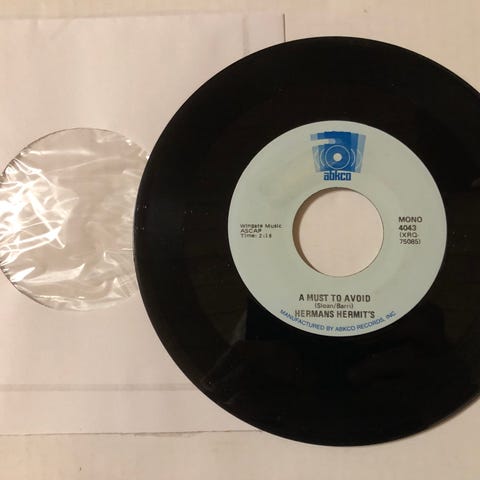 abkco
Wingate Music
ASCAP
Time: 2:15
MONO
4043
(XRQ-
75085)
A MUST TO AVOID
(Sloan/Barri)
HERMANS HERMIT'S
MANUFACTURED BY ABKCO RECORDS, INC.